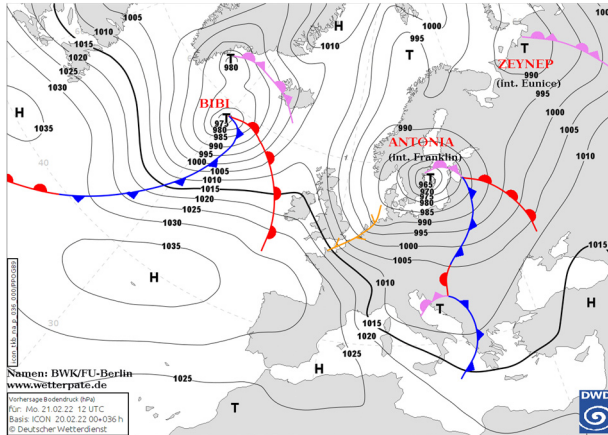 1005
1010
1015
1020
1025
1030
H
1035
T
980
BIBI
T
975
980
985
990
995
1000
1005
1010
1015
1020
1025
1030
1035
H
40
30
H
1010
1000
995
T
990
1000
1005
T
ZEYNEP
(int. Eunice)
990
995
ANTONIA
(int. Franklin)
T
965
970
975
980
985
990
995
1000
1005
1010
1015
1020
1025
T
H
1015
H
1025
H
T
Namen: BWK/FU-Berlin
www.wetterpate.de
Vorhersage Bodendruck (hPa)
für: Mo. 21.02.22 12 UTC
Basis: ICON 20.02.22 00+036 h
© Deutscher Wetterdienst
DWD